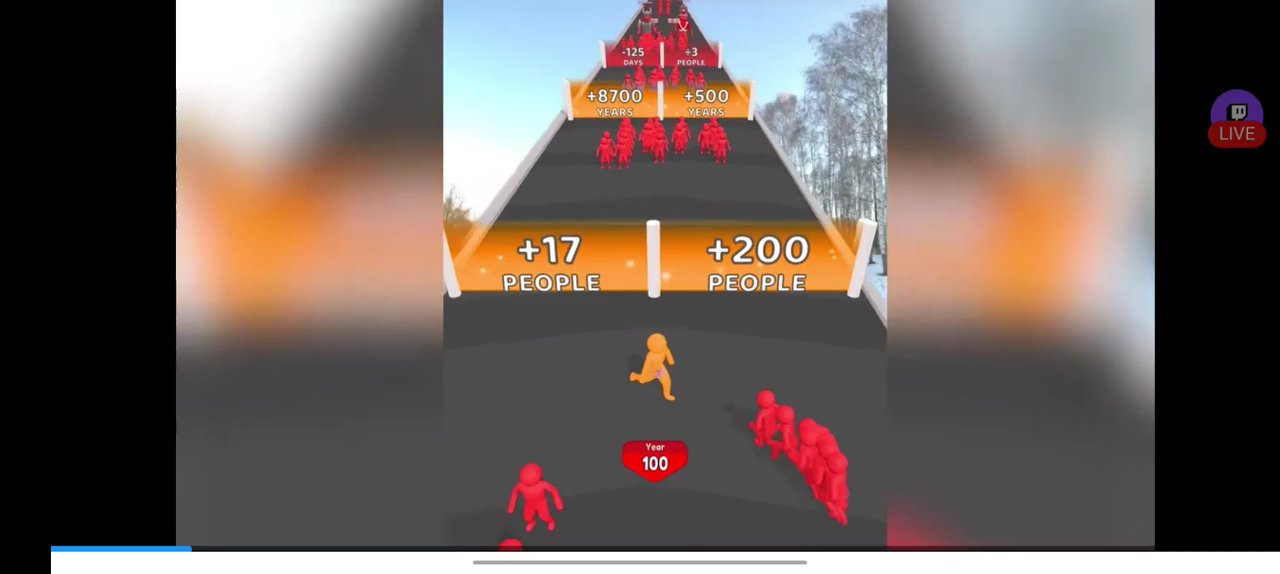 -125
DAYS
÷3
PEOPLE
+8700
YEARS
+500
YEARS
+17
PEOPLE
+200
PEOPLE
Year
100
LIVE